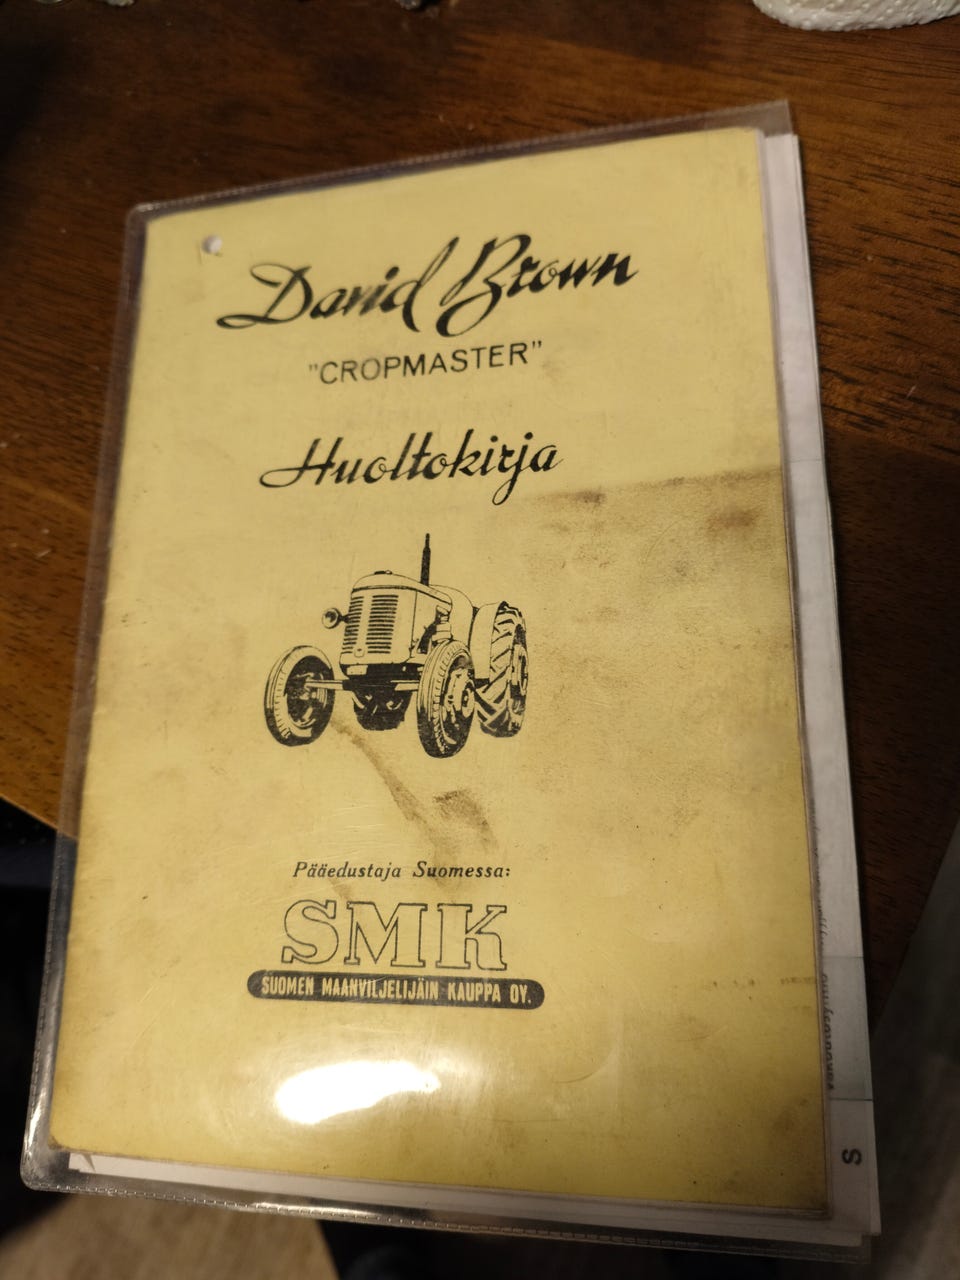 David Brown
"CROPMASTER"
Huoltokirja
Pääedustaja Suomessa:
SMK
SUOMEN MAANVILJELIJÄIN KAUPPA OY.
S